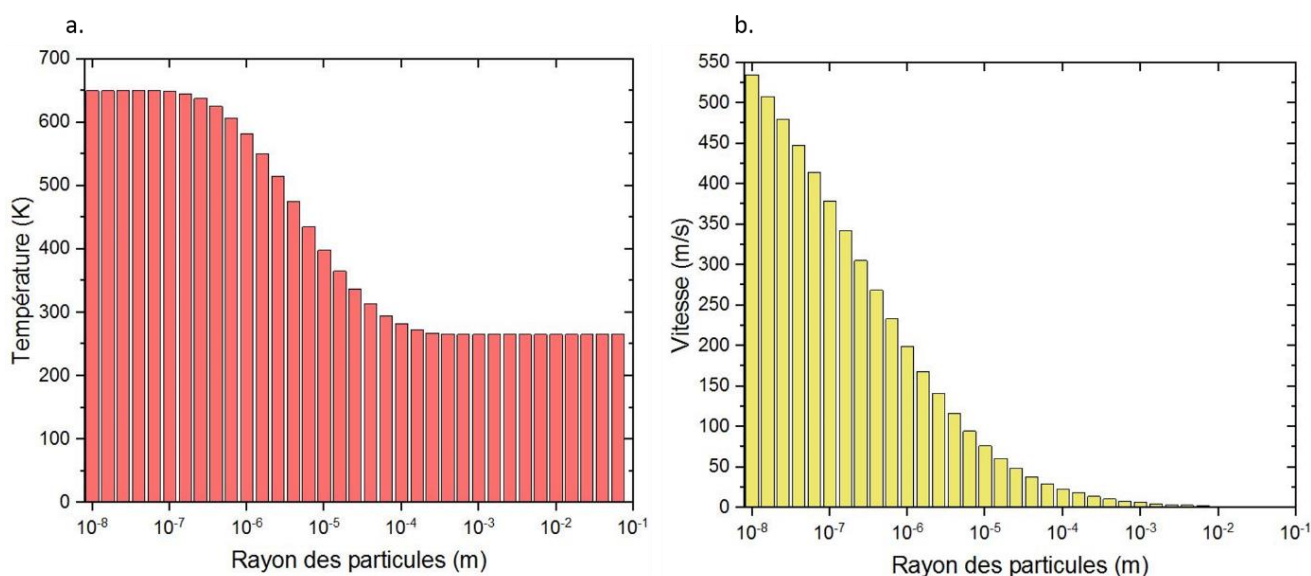 a.
700
600
500
400
300
200
100
0
Température (K)
10⁻⁸ 10⁻⁷ 10⁻⁶ 10⁻⁵ 10⁻⁴ 10⁻³ 10⁻² 10⁻¹
Rayon des particules (m)
b.
550
500
450
400
350
300
250
200
150
100
50
0
Vitesse (m/s)
10⁻⁸ 10⁻⁷ 10⁻⁶ 10⁻⁵ 10⁻⁴ 10⁻³ 10⁻² 10⁻¹
Rayon des particules (m)